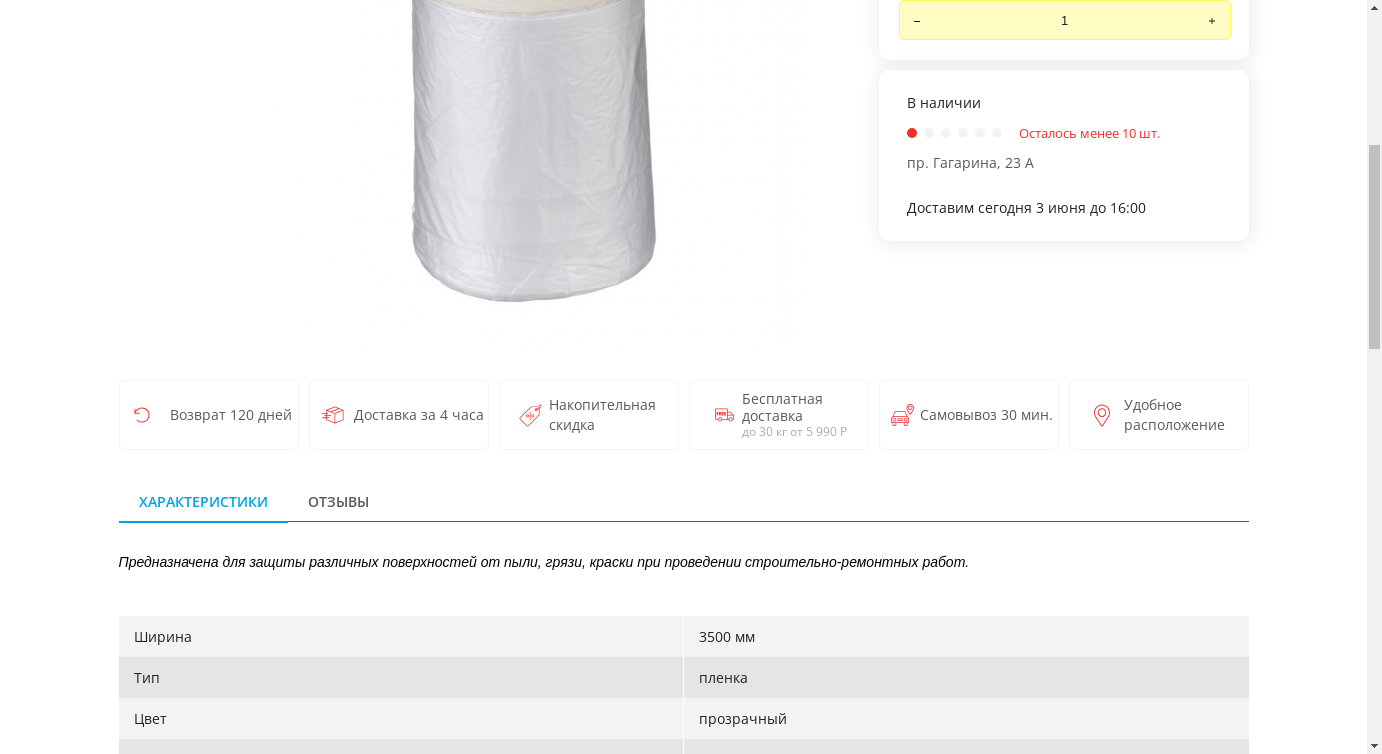 – 1 +
В наличии
Осталось менее 10 шт.
пр. Гагарина, 23 А
Доставим сегодня 3 июня до 16:00
Возврат 120 дней
Доставка за 4 часа
%
Накопительная
скидка
FREE
Бесплатная
доставка
до 30 кг от 5 990 Р
Самовывоз 30 мин.
Удобное
расположение
ХАРАКТЕРИСТИКИ ОТЗЫВЫ
Предназначена для защиты различных поверхностей от пыли, грязи, краски при проведении строительно-ремонтных работ.
Ширина 3500 мм
Тип пленка
Цвет прозрачный